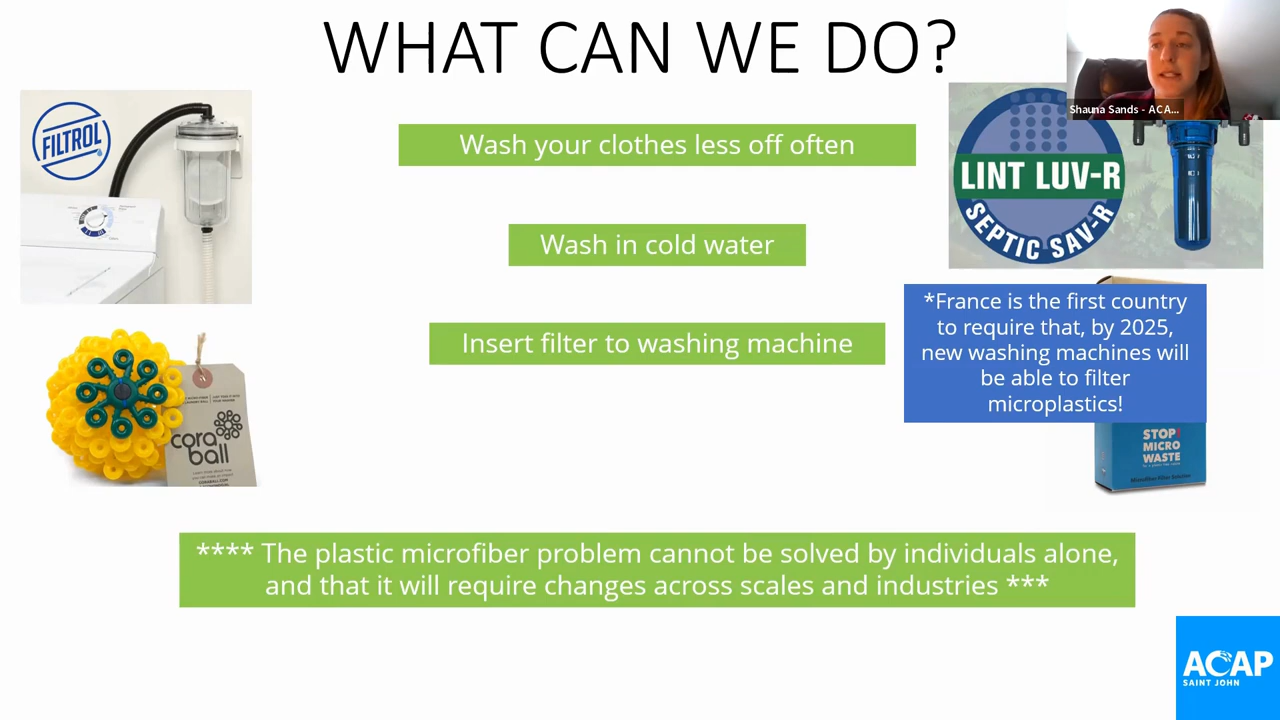 WHAT CAN WE DO?
Shauna Sands - ACA...
FILTROL
Wash your clothes less off often
LINT LUV-R
SEPTIC SAV-R
Wash in cold water
Insert filter to washing machine
*France is the first country
to require that, by 2025,
new washing machines will
be able to filter
microplastics!
cora
ball
STOP!
MICRO
WASTE
**** The plastic microfiber problem cannot be solved by individuals alone,
and that it will require changes across scales and industries ***
ACAP
SAINT JOHN